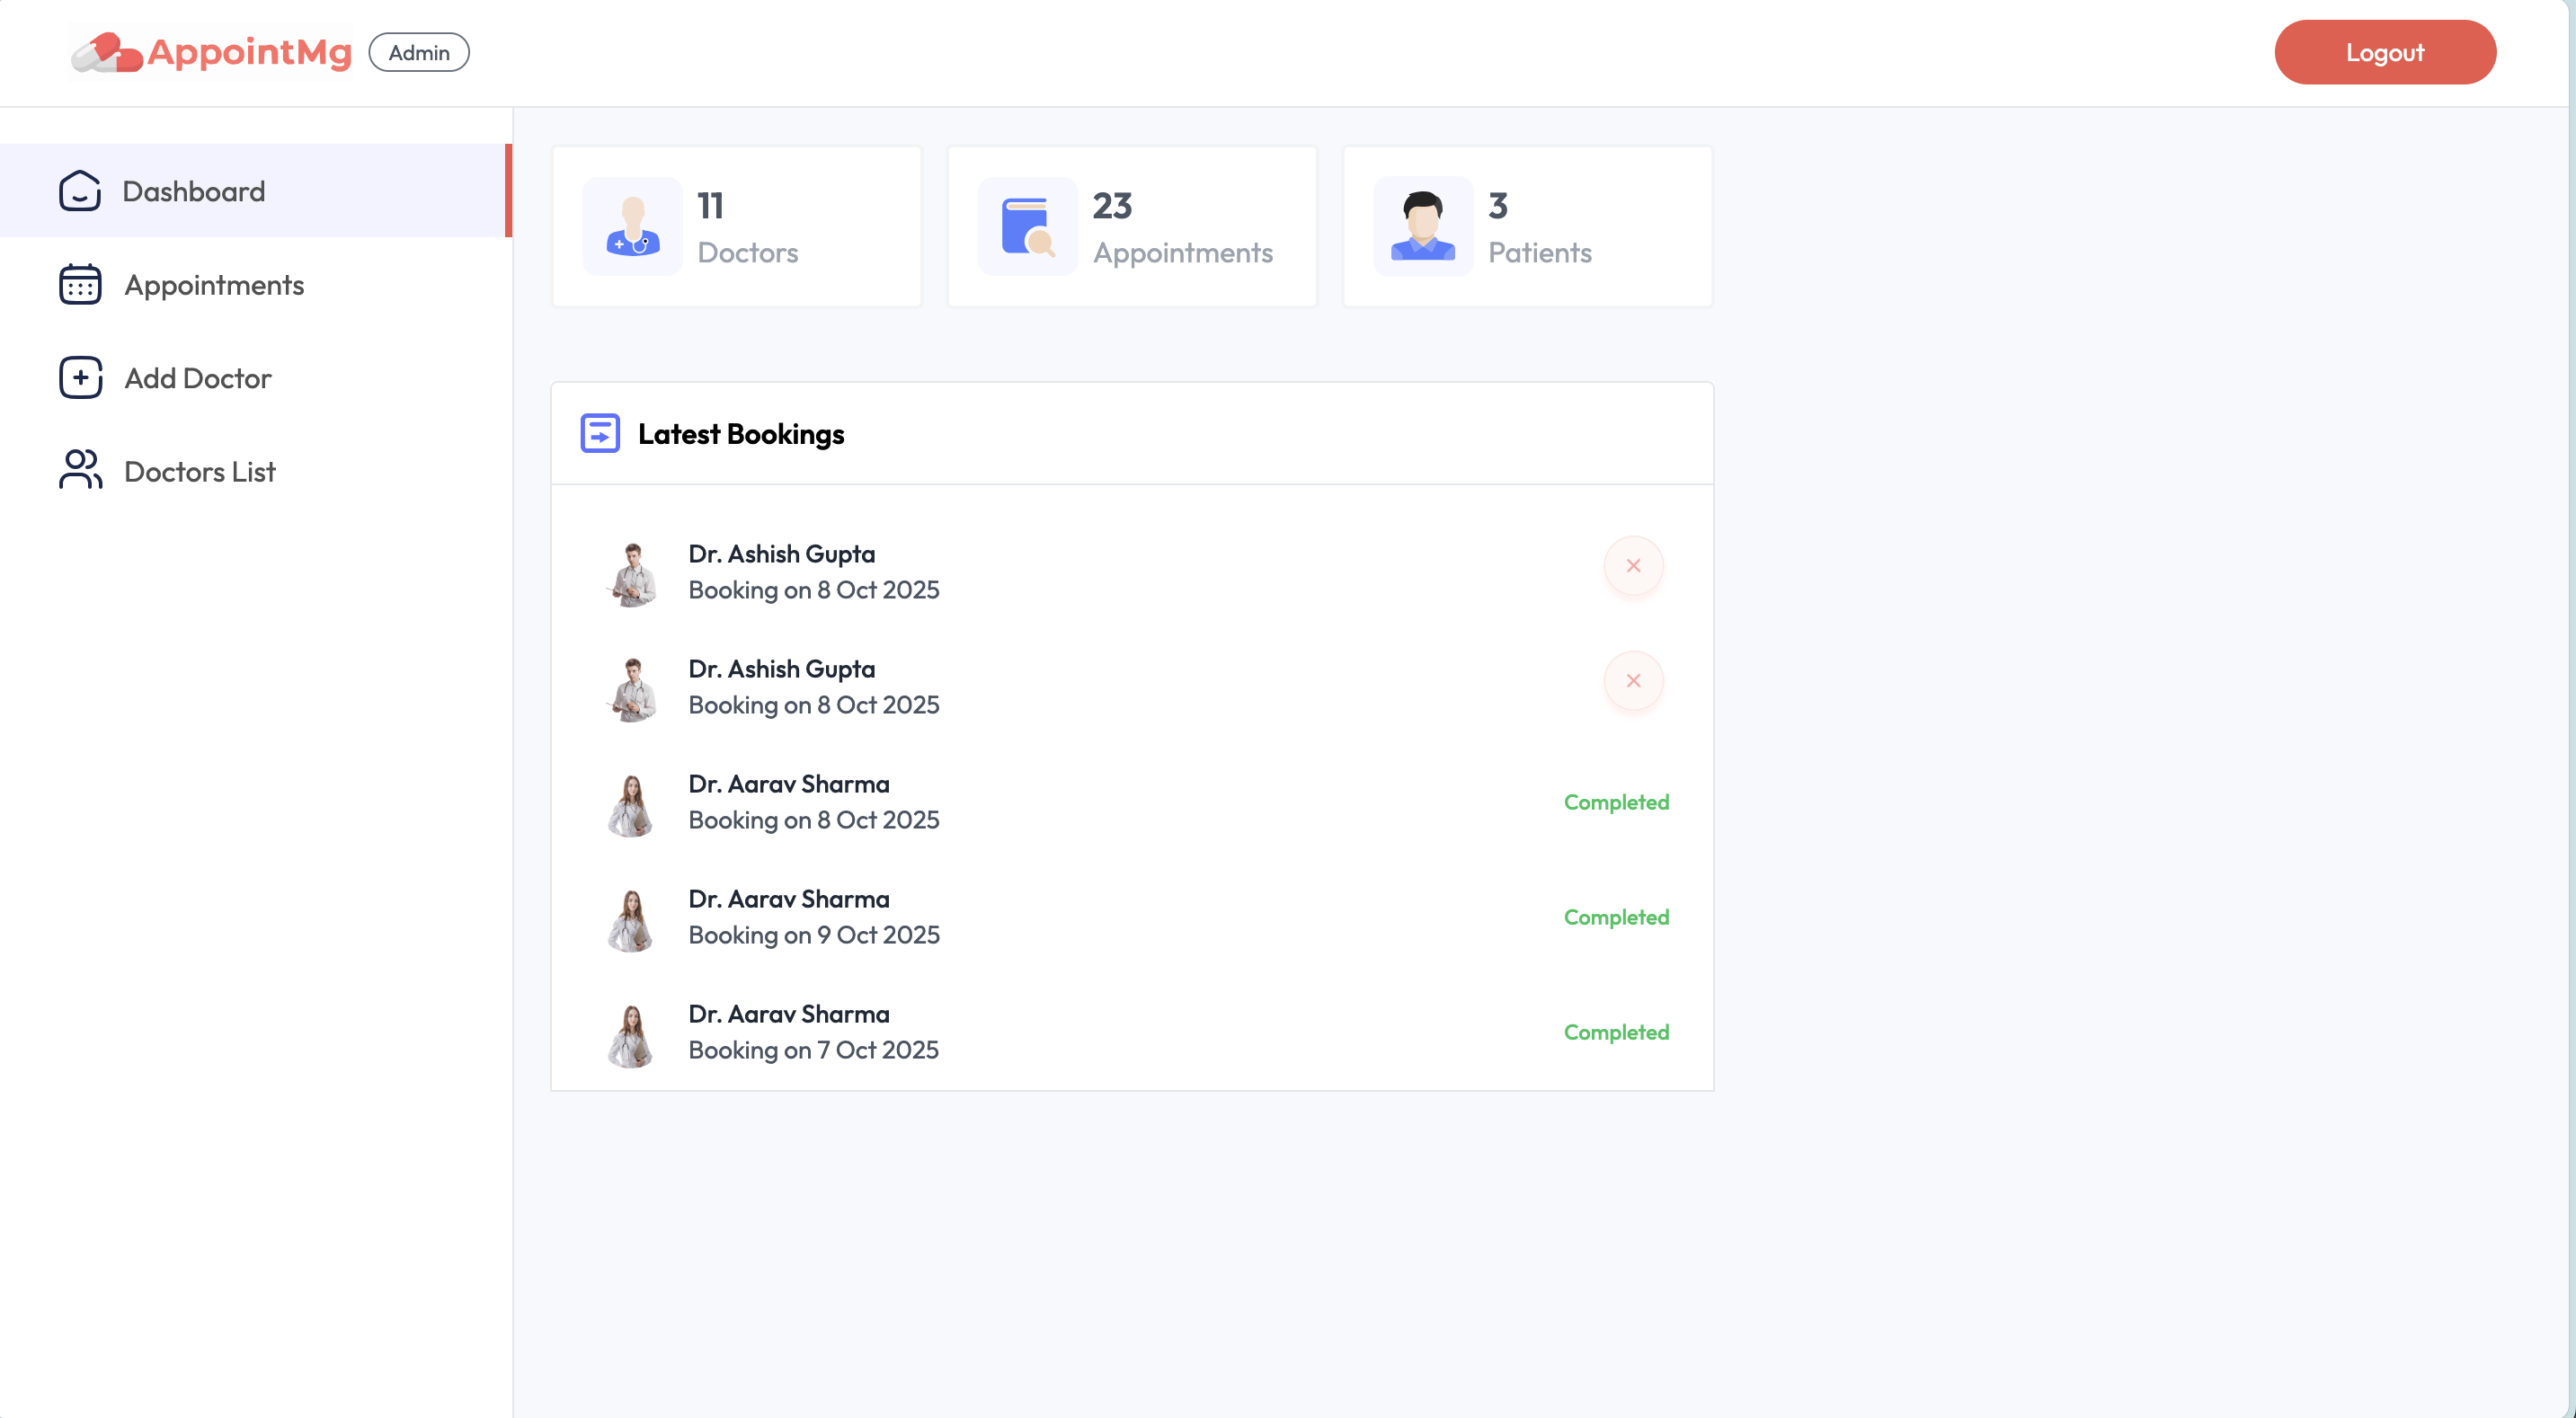 AppointMg
Admin
Logout
Dashboard
Appointments
Add Doctor
Doctors List
11
Doctors
23
Appointments
3
Patients
Latest Bookings
Dr. Ashish Gupta
Booking on 8 Oct 2025
Dr. Ashish Gupta
Booking on 8 Oct 2025
Dr. Aarav Sharma
Booking on 8 Oct 2025
Completed
Dr. Aarav Sharma
Booking on 9 Oct 2025
Completed
Dr. Aarav Sharma
Booking on 7 Oct 2025
Completed